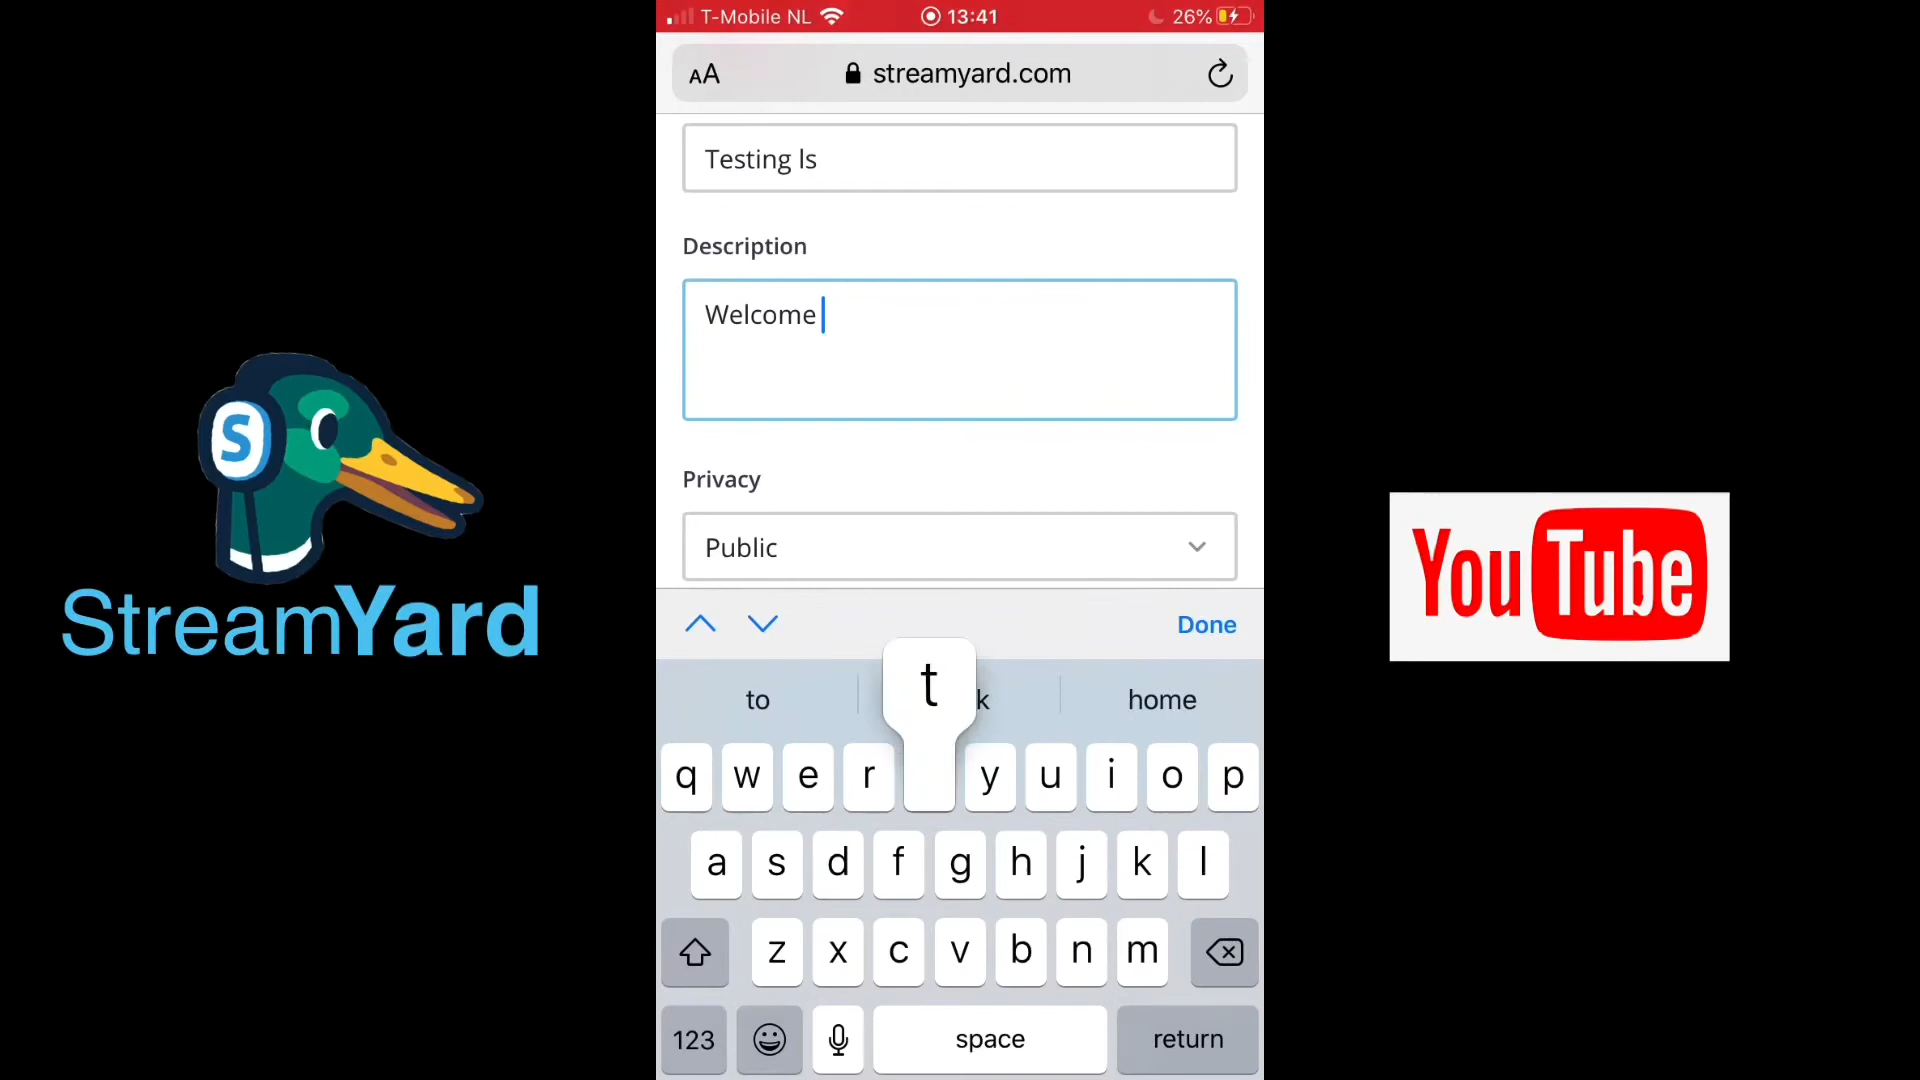 T-Mobile NL 13:41 26%
AA streamyard.com
Testing ls
Description
Welcome
Privacy
Public
Done
to k home
t
q w e r y u i o p
a s d f g h j k l
z x c v b n m
123 space return
S
StreamYard
YouTube